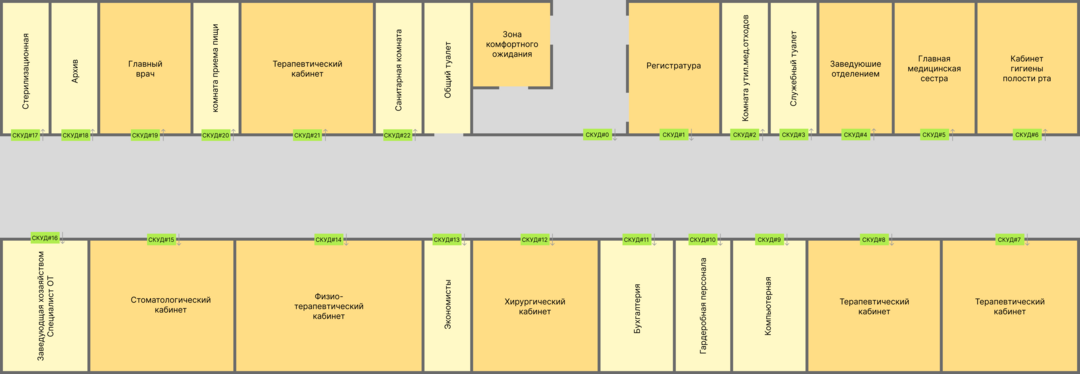 Стерилизационная
Архив
Главный
врач
комната приема пищи
Терапевтический
кабинет
Санитарная комната
Общий туалет
Зона
комфортного
ожидания
Регистратура
Комната утил.мед.отходов
Служебный туалет
Заведуюшие
отделением
Главная
медицинская
сестра
Кабинет
гигиены
полости рта
СКУД#17
СКУД#18
СКУД#19
СКУД#20
СКУД#21
СКУД#22
СКУД#0
СКУД#1
СКУД#2
СКУД#3
СКУД#4
СКУД#5
СКУД#6
СКУД#16
СКУД#15
СКУД#14
СКУД#13
СКУД#12
СКУД#11
СКУД#10
СКУД#9
СКУД#8
СКУД#7
Заведующая хозяйством
Специалист ОТ
Стоматологический
кабинет
Физио-
терапевтический
кабинет
Экономисты
Хирургический
кабинет
Бухгалтерия
Гардеробная персонала
Компьютерная
Терапевтический
кабинет
Терапевтический
кабинет